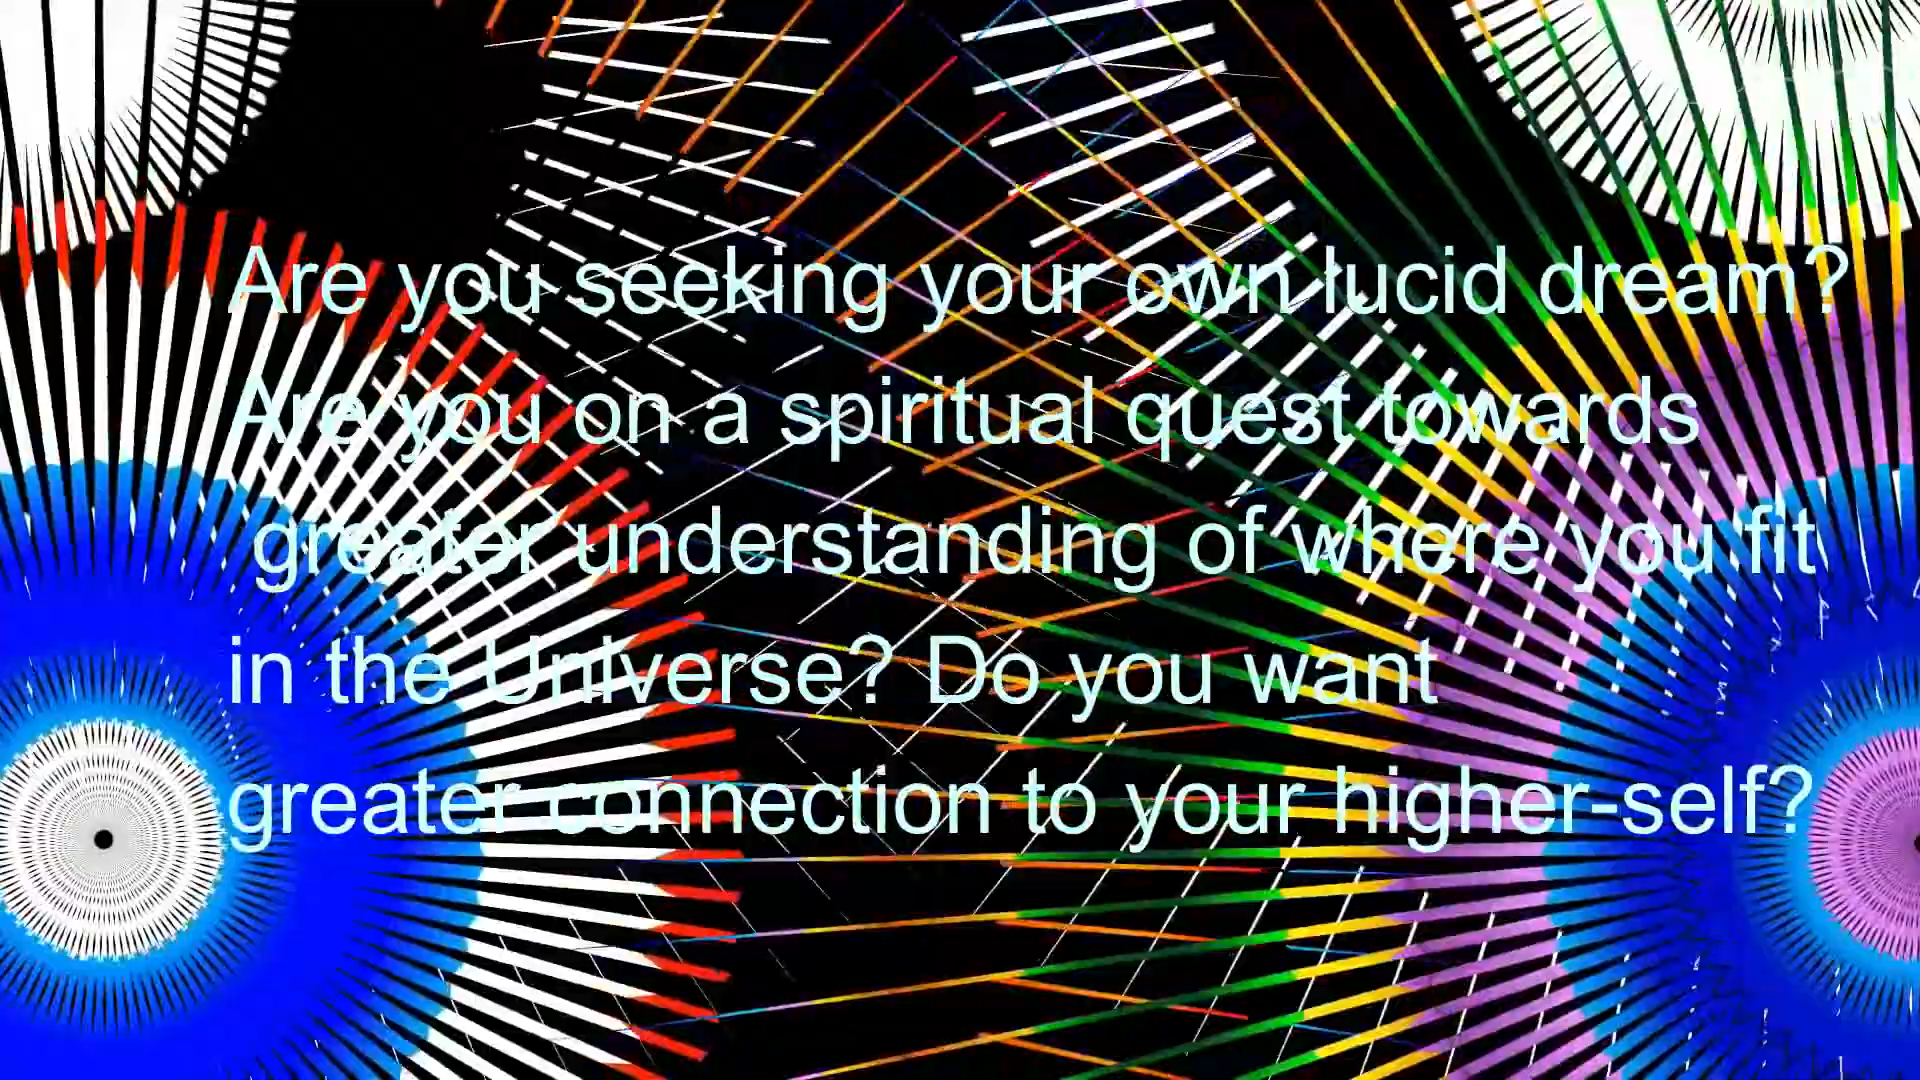 Are you seeking your own lucid dream?
Are you on a spiritual quest towards
greater understanding of where you fit
in the Universe? Do you want
greater connection to your higher-self?